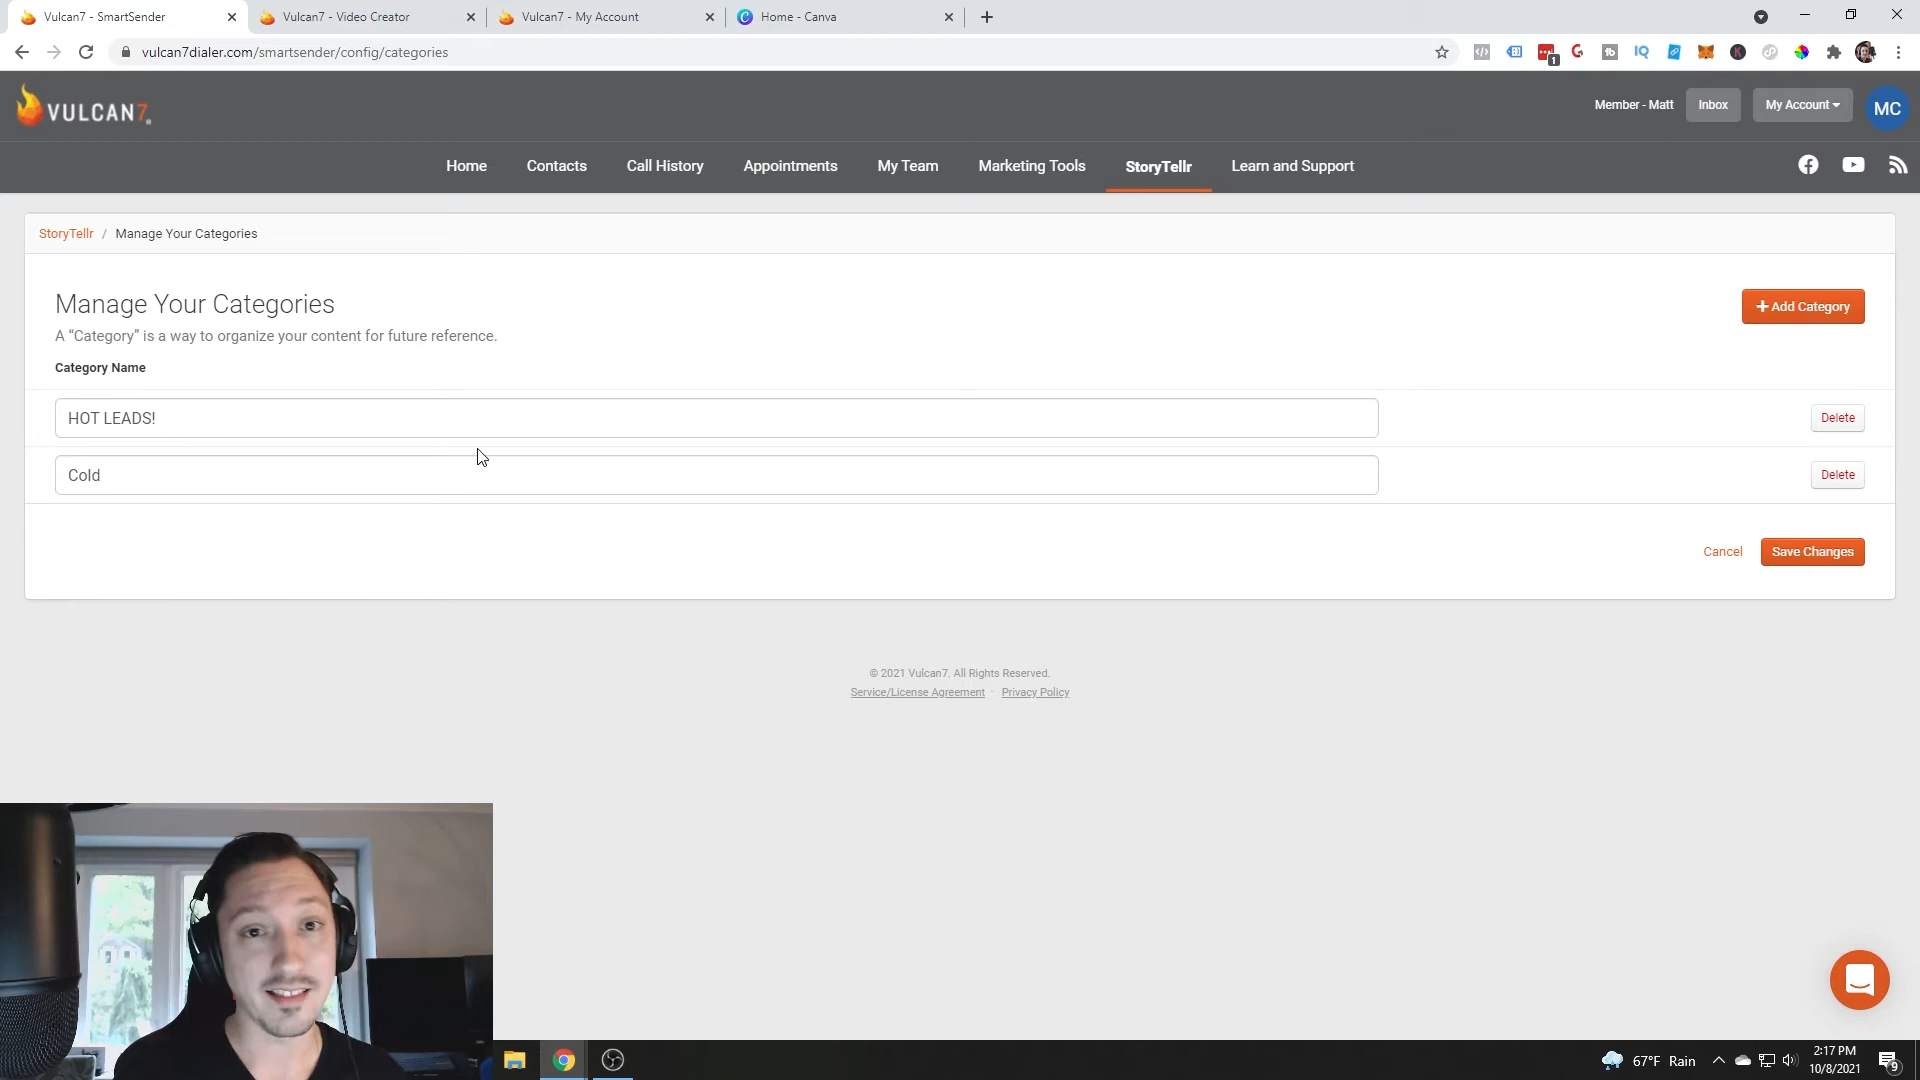 Vulcan7 - SmartSender
Vulcan7 - Video Creator
Vulcan7 - My Account
Home - Canva
vulcan7dialer.com/smartsender/config/categories
VULCAN7
Member - Matt
Inbox
My Account
MC
Home
Contacts
Call History
Appointments
My Team
Marketing Tools
StoryTellr
Learn and Support
StoryTellr / Manage Your Categories
Manage Your Categories
+ Add Category
A “Category” is a way to organize your content for future reference.
Category Name
HOT LEADS!
Delete
Cold
Delete
Cancel
Save Changes
© 2021 Vulcan7. All Rights Reserved.
Service/License Agreement · Privacy Policy
67°F Rain
2:17 PM
10/8/2021
9